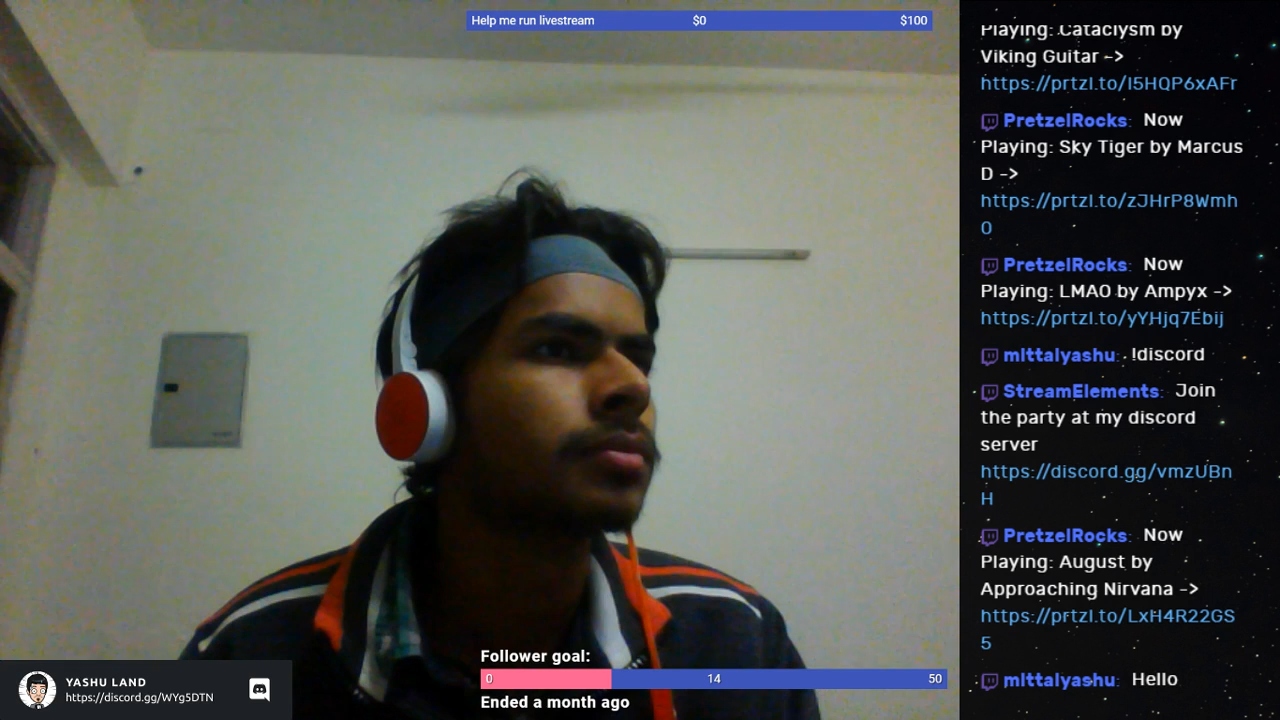 Help me run livestream $0 $100
Playing: Cataclysm by
Viking Guitar ->
https://prtzl.to/I5HQP6xAFr
PretzelRocks: Now
Playing: Sky Tiger by Marcus
D ->
https://prtzl.to/zJHrP8Wmh
0
PretzelRocks: Now
Playing: LMAO by Ampyx ->
https://prtzl.to/yYHjq7Ebij
mittalyashu: !discord
StreamElements: Join
the party at my discord
server
https://discord.gg/vmzUBn
H
PretzelRocks: Now
Playing: August by
Approaching Nirvana ->
https://prtzl.to/LxH4R22GS
5
mittalyashu: Hello
Follower goal:
0 14 50
Ended a month ago
YASHU LAND
https://discord.gg/WYg5DTN